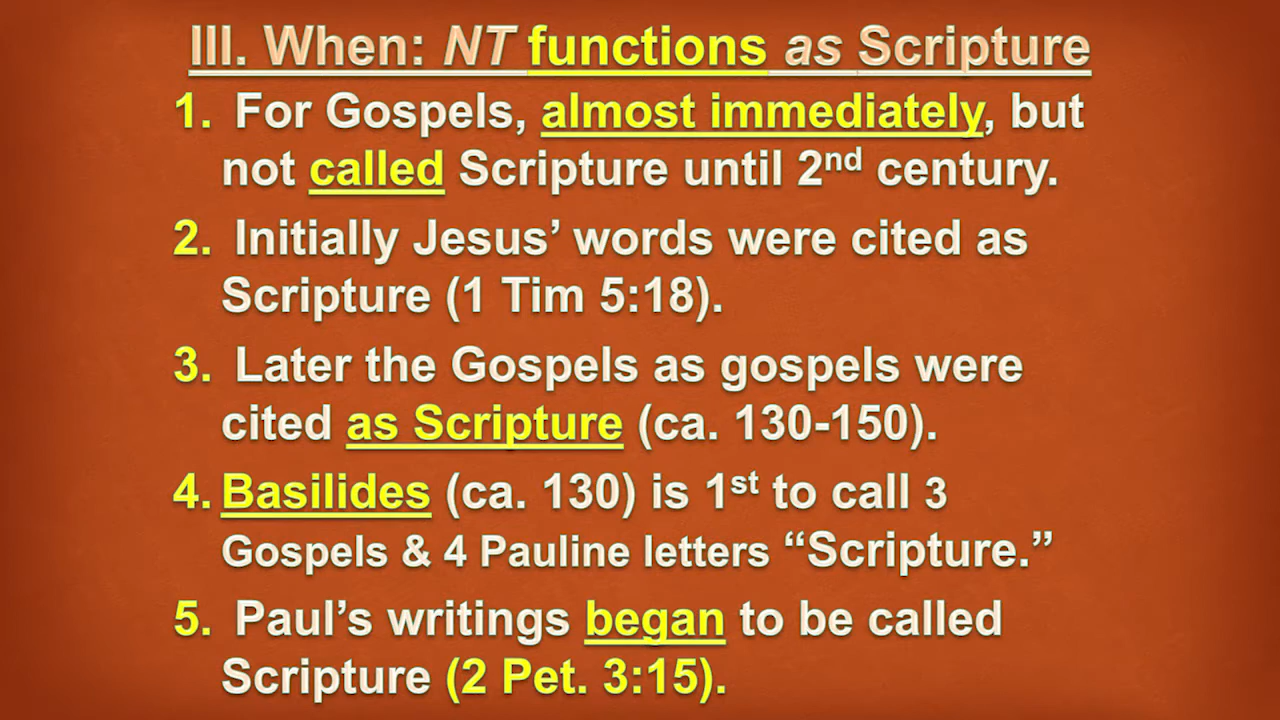 III. When: NT functions as Scripture
1. For Gospels, almost immediately, but
not called Scripture until 2nd century.
2. Initially Jesus’ words were cited as
Scripture (1 Tim 5:18).
3. Later the Gospels as gospels were
cited as Scripture (ca. 130-150).
4. Basilides (ca. 130) is 1st to call 3
Gospels & 4 Pauline letters “Scripture.”
5. Paul’s writings began to be called
Scripture (2 Pet. 3:15).